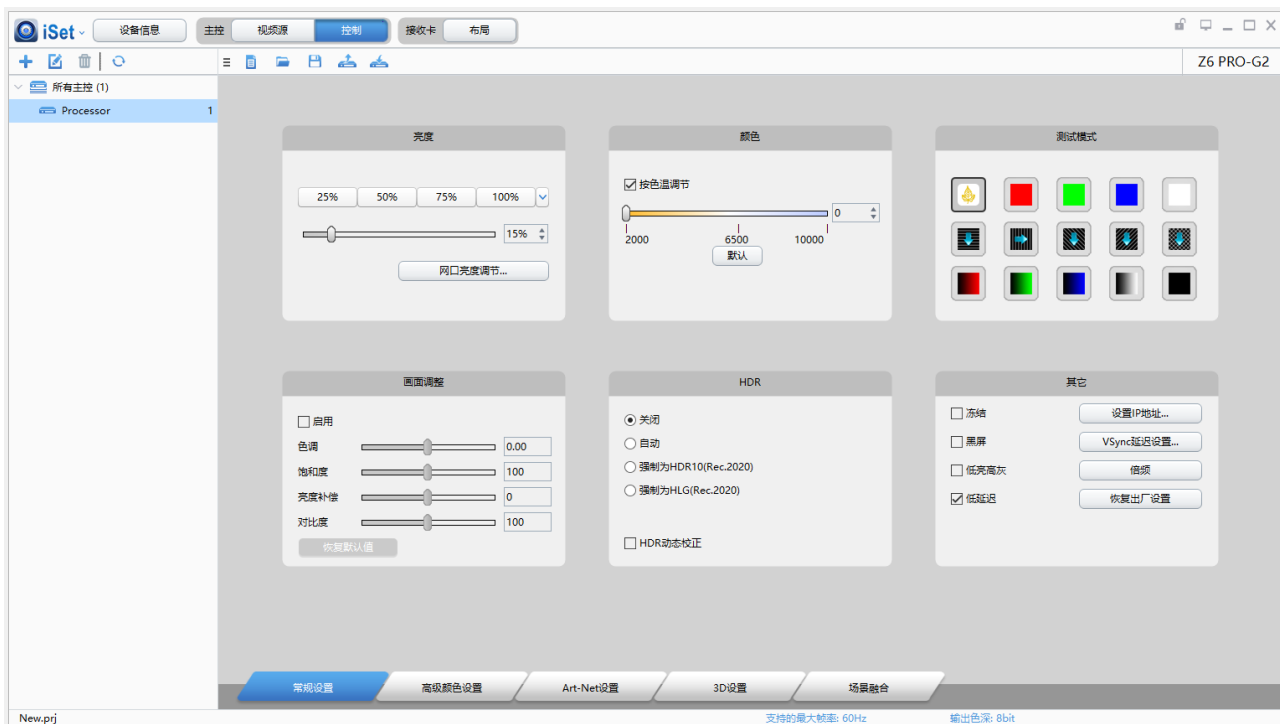 iSet
设备信息
主控
视频源
控制
接收卡
布局
Z6 PRO-G2
所有主控 (1)
Processor 1
亮度
25% 50% 75% 100%
15%
网口亮度调节...
颜色
按色温调节
0
2000 6500 10000
默认
测试模式
画面调整
启用
色调 0.00
饱和度 100
亮度补偿 0
对比度 100
恢复默认值
HDR
关闭
自动
强制为HDR10(Rec.2020)
强制为HLG(Rec.2020)
HDR动态校正
其它
冻结 设置IP地址...
黑屏 VSync延迟设置...
低亮高灰 倍频
低延迟 恢复出厂设置
常规设置 高级颜色设置 Art-Net设置 3D设置 场景融合
New.prj 支持的最大帧率: 60Hz 输出色深: 8bit